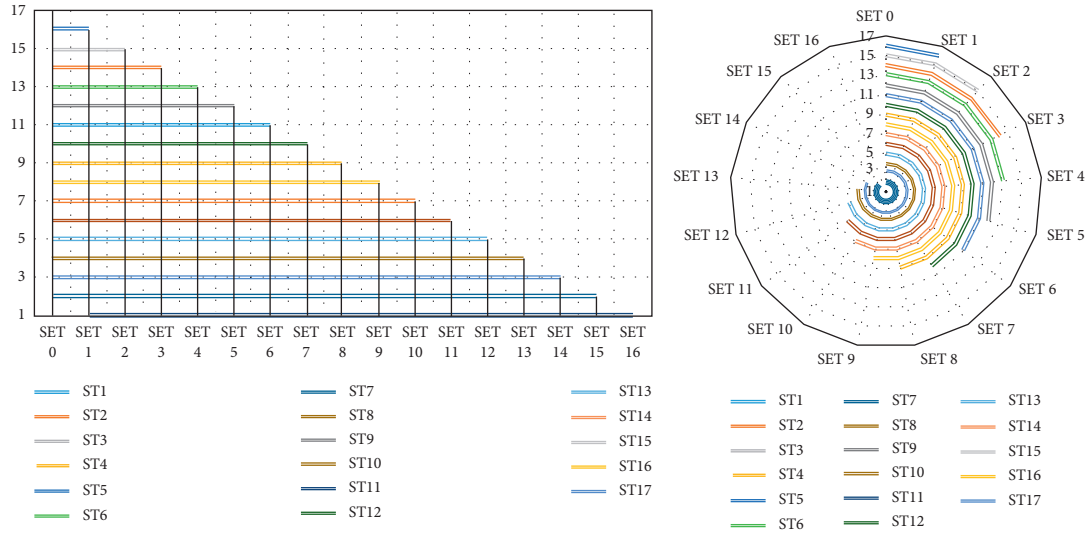 17
15
13
11
9
7
5
3
1
SET SET SET SET SET SET SET SET SET SET SET SET SET SET SET SET SET
0 1 2 3 4 5 6 7 8 9 10 11 12 13 14 15 16
ST1 ST7 ST13
ST2 ST8 ST14
ST3 ST9 ST15
ST4 ST10 ST16
ST5 ST11 ST17
ST6 ST12
SET 0
SET 1
SET 2
SET 3
SET 4
SET 5
SET 6
SET 7
SET 8
SET 9
SET 10
SET 11
SET 12
SET 13
SET 14
SET 15
SET 16
17
15
13
11
9
7
5
3
1
ST1 ST7 ST13
ST2 ST8 ST14
ST3 ST9 ST15
ST4 ST10 ST16
ST5 ST11 ST17
ST6 ST12